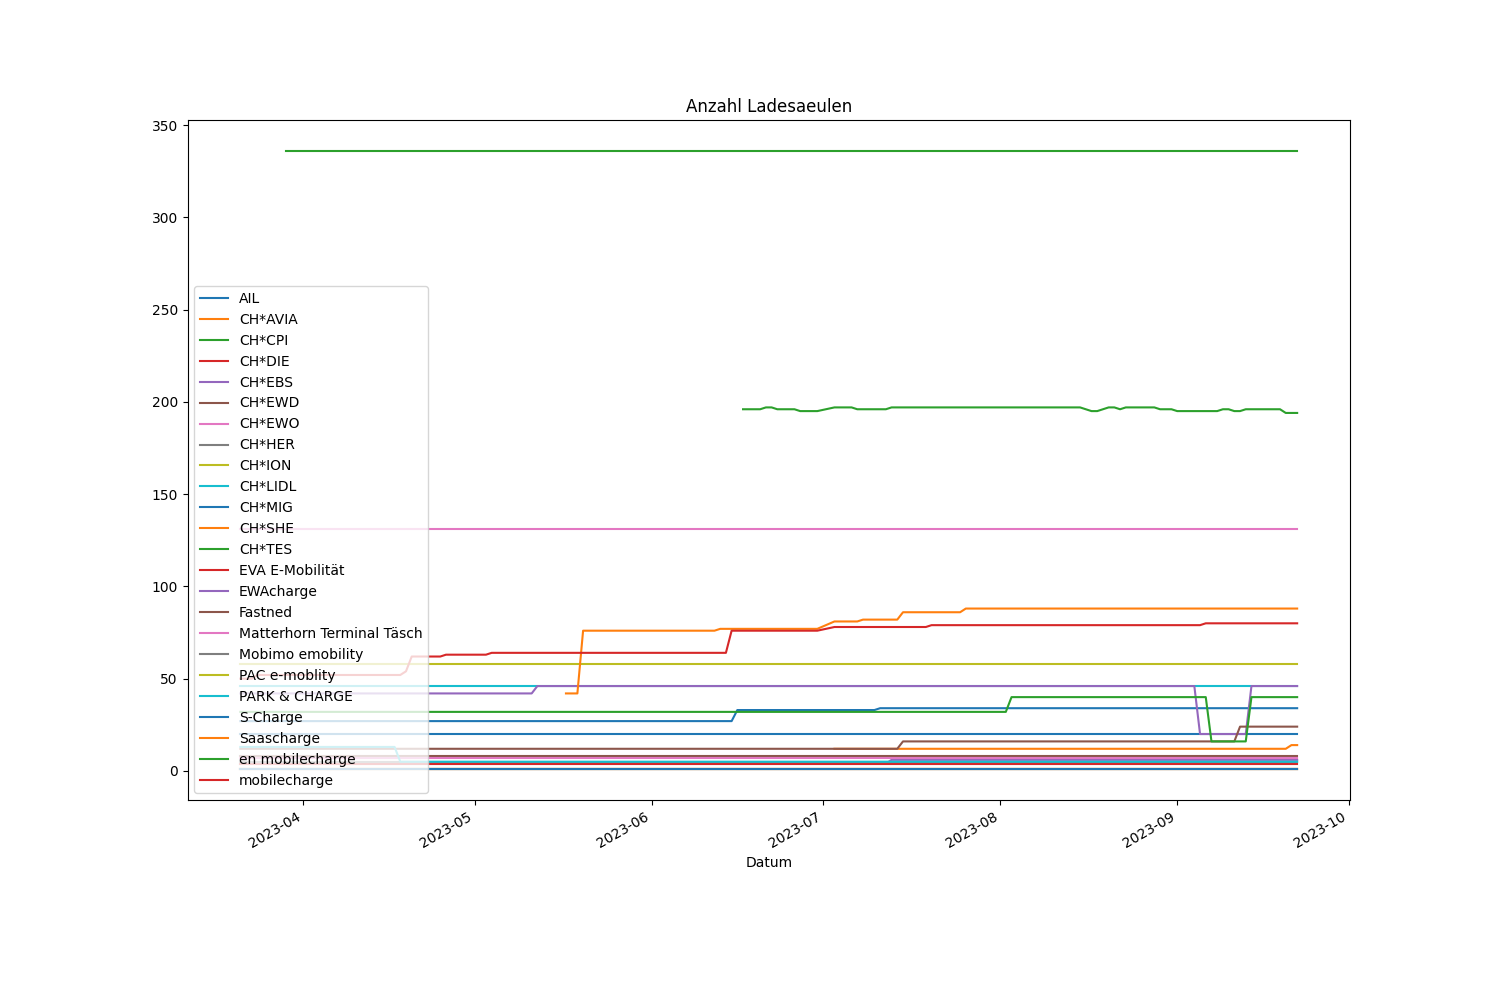 Anzahl Ladesaeulen
350
300
250
200
150
100
50
0
AIL
CH*AVIA
CH*CPI
CH*DIE
CH*EBS
CH*EWD
CH*EWO
CH*HER
CH*ION
CH*LIDL
CH*MIG
CH*SHE
CH*TES
EVA E-Mobilität
EWAcharge
Fastned
Matterhorn Terminal Täsch
Mobimo emobility
PAC e-moblity
PARK & CHARGE
S-Charge
Saascharge
en mobilecharge
mobilecharge
2023-04
2023-05
2023-06
2023-07
2023-08
2023-09
2023-10
Datum